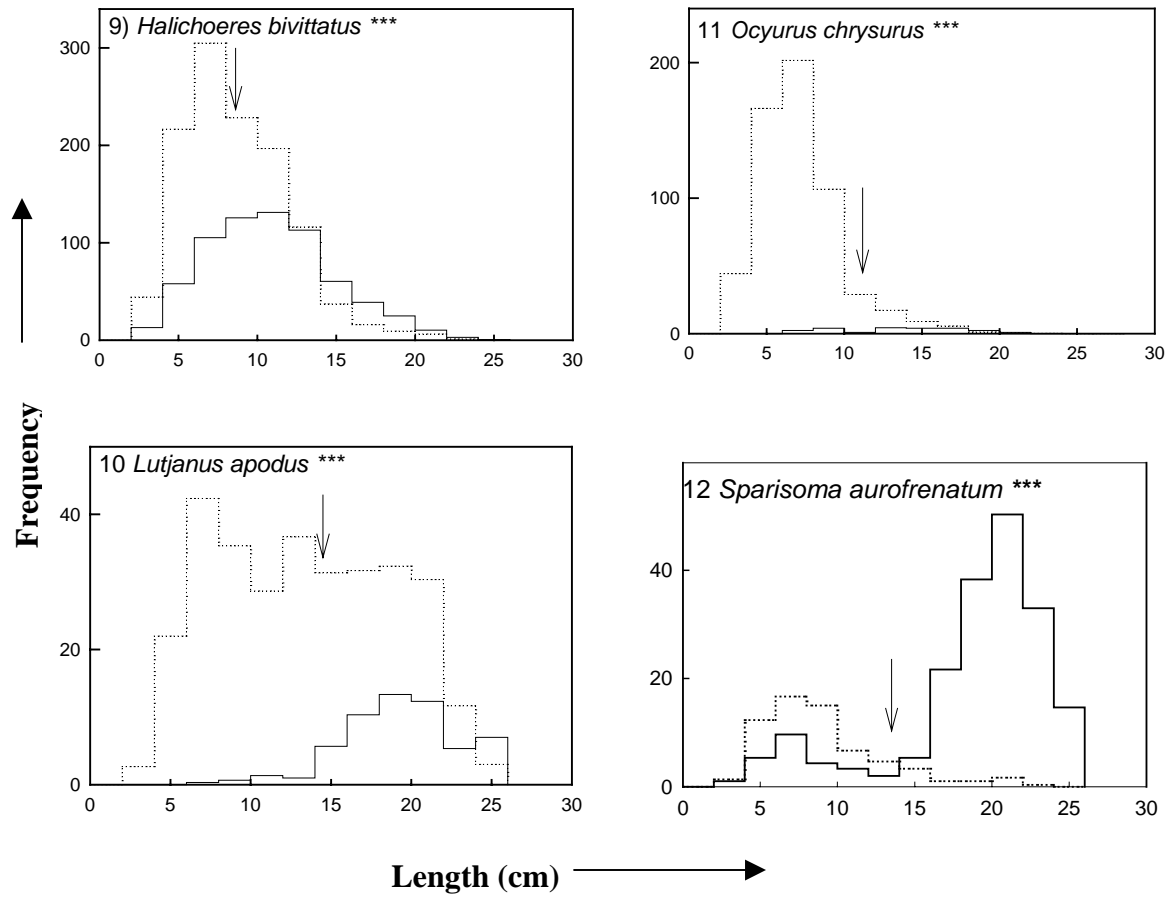 9) Halichoeres bivittatus ***
300
200
100
0
0 5 10 15 20 25 30
11 Ocyurus chrysurus ***
200
100
0
0 5 10 15 20 25 30
Frequency
10 Lutjanus apodus ***
40
20
0
0 5 10 15 20 25 30
12 Sparisoma aurofrenatum ***
40
20
0
0 5 10 15 20 25 30
Length (cm)